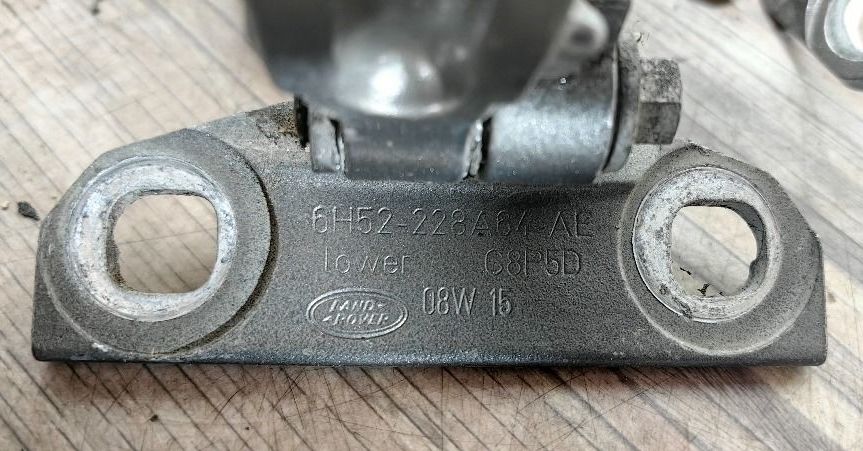 6H52-228A64 AE
lower C8P5D
LAND-
ROVER
08W 15